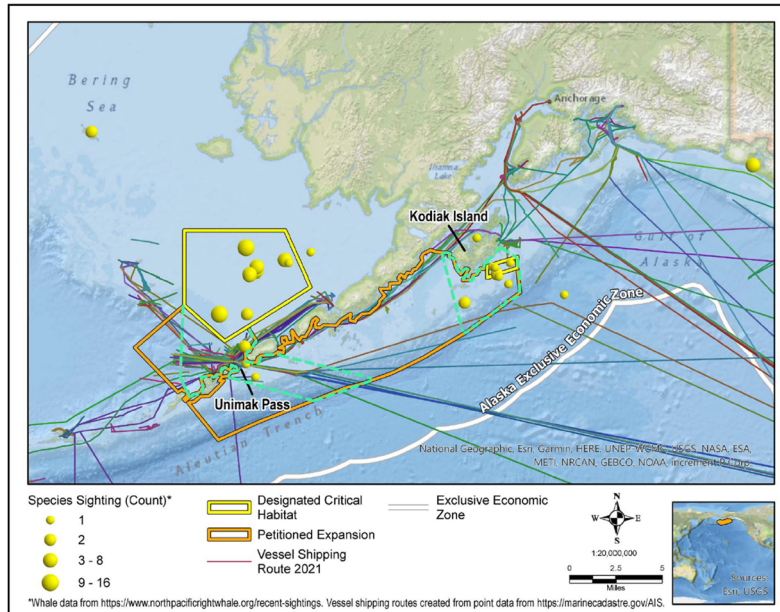 Bering
Sea
Anchorage
Iliamna
Lake
Kodiak Island
Gulf of
Alaska
Alaska Exclusive Economic Zone
Unimak Pass
Aleutian Trench
National Geographic, Esri, Garmin, HERE, UNEP-WCMC, USGS, NASA, ESA,
METI, NRCAN, GEBCO, NOAA, increment P Corp.
Species Sighting (Count)*
1
2
3 - 8
9 - 16
Designated Critical
Habitat
Petitioned Expansion
Vessel Shipping
Route 2021
Exclusive Economic
Zone
N
W
E
S
1:20,000,000
0 1.25 2.5 5
Miles
Sources:
Esri, USGS
*Whale data from https://www.northpacificrightwhale.org/recent-sightings. Vessel shipping routes created from point data from https://marinecadastre.gov/AIS.